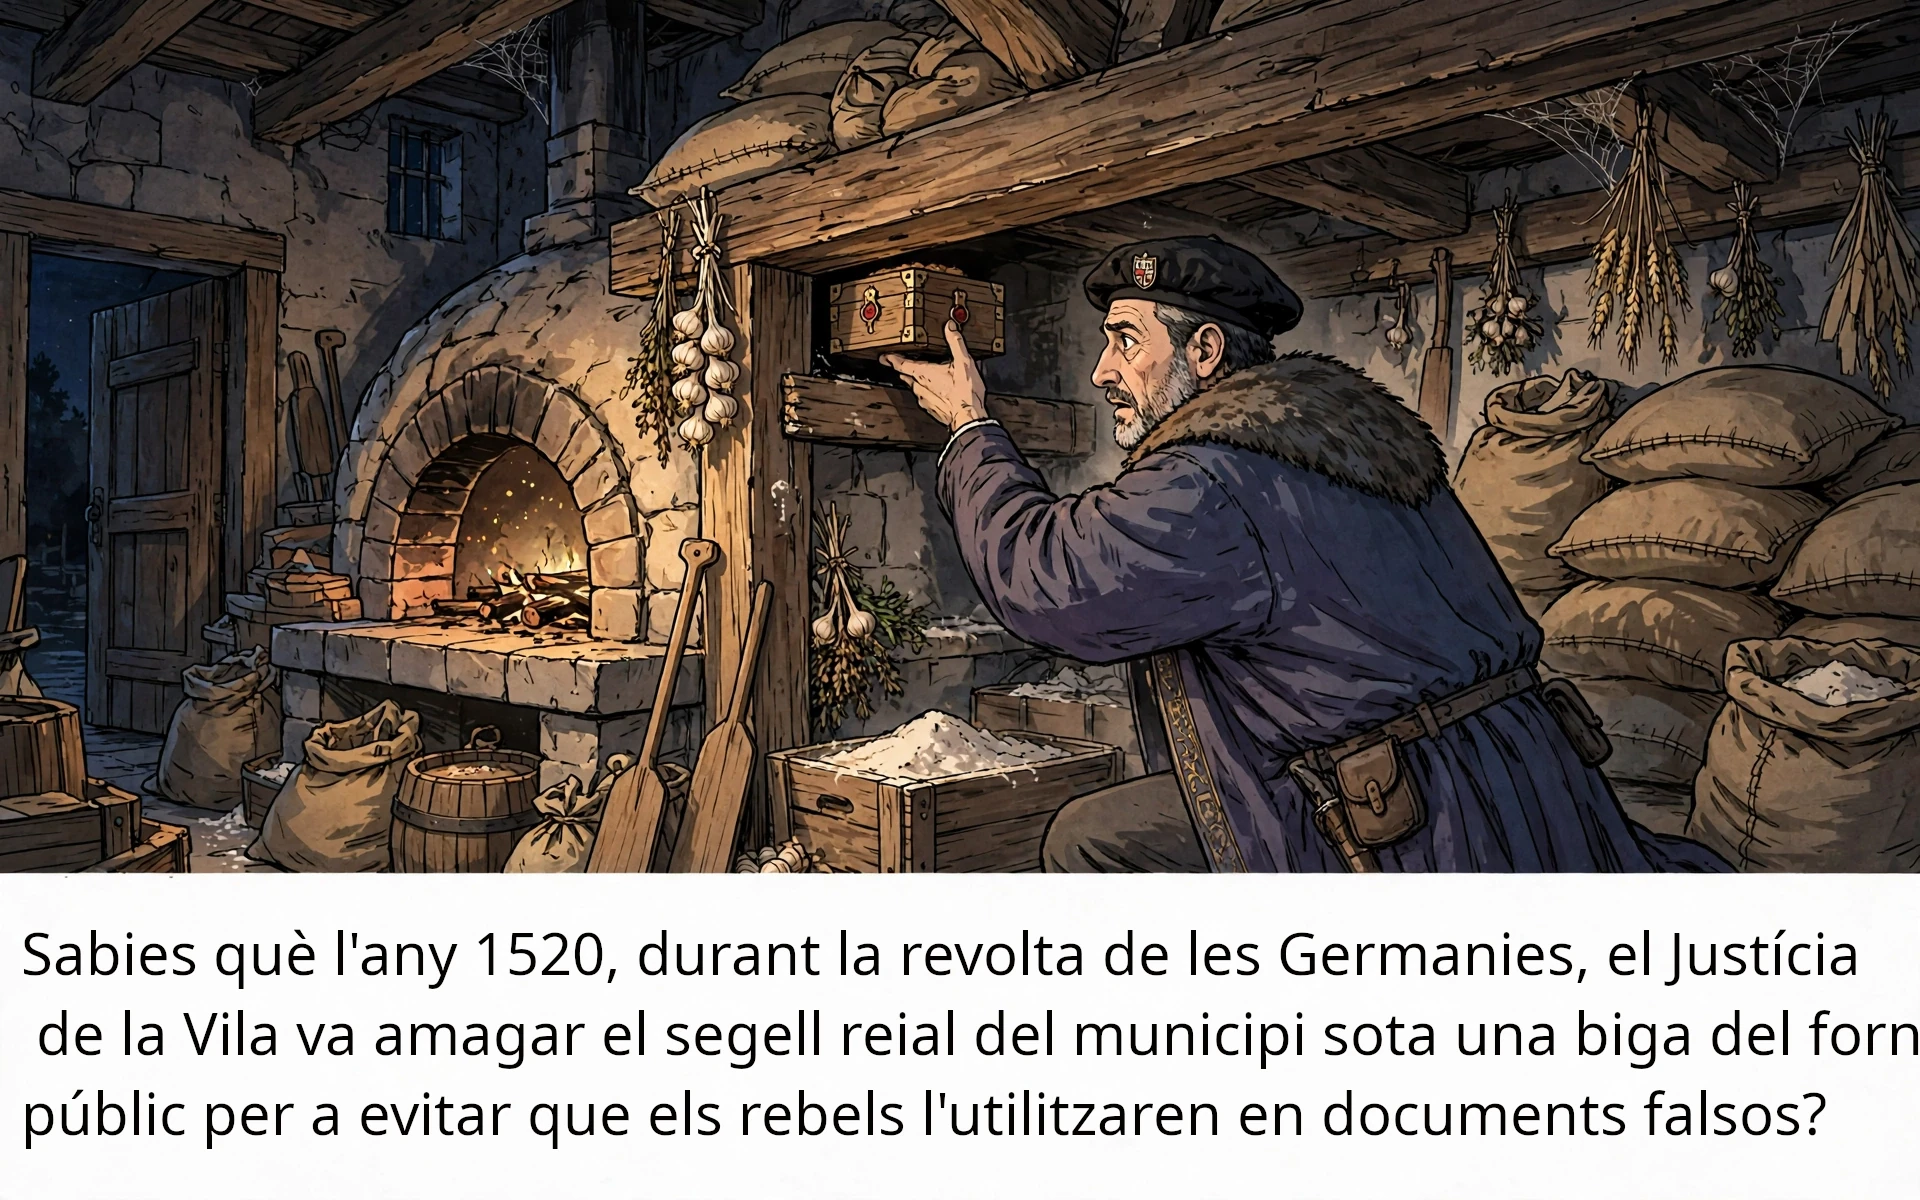 Sabies què l'any 1520, durant la revolta de les Germanies, el Justícia
de la Vila va amagar el segell reial del municipi sota una biga del forn
públic per a evitar que els rebels l'utilitzaren en documents falsos?